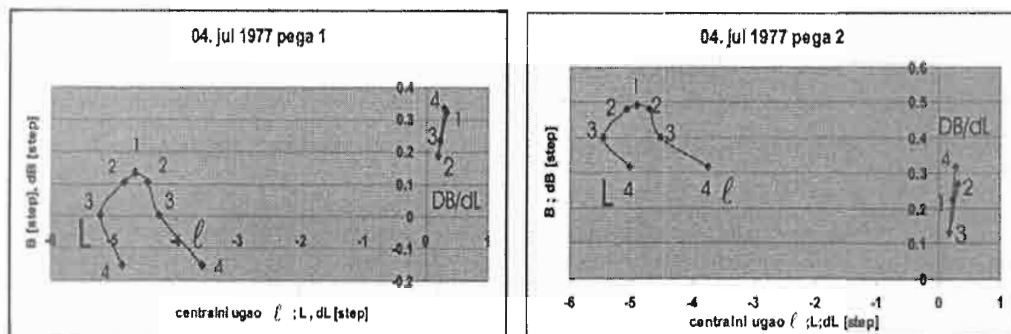 04. jul 1977 pega 1
B [step], dB [step]
0.4
0.3
0.2
0.1
0
-0.1
-0.2
-5 -4 -3 -2 -1 0 1
1
2 2
3 3
L ℓ
4 4
4
1
3
2
DB/dL
centralni ugao ℓ ; L , dL [step]
04. jul 1977 pega 2
B ; dB [step]
0.6
0.5
0.4
0.3
0.2
0.1
0
-6 -5 -4 -3 -2 -1 0 1
1
2 2
3 3
L 4 4 ℓ
DB/dL
4
2
1
3
centralni ugao ℓ ;L;dL [step]